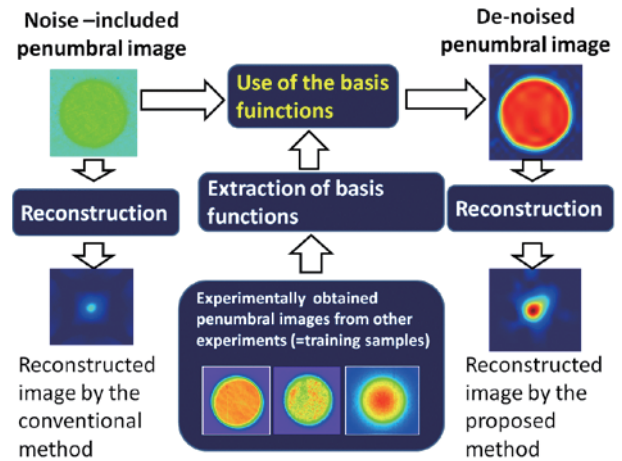 Noise –included
penumbral image
De-noised
penumbral image
Use of the basis
fuinctions
Reconstruction
Extraction of basis
functions
Reconstruction
Experimentally obtained
penumbral images from other
experiments (=training samples)
Reconstructed
image by the
conventional
method
Reconstructed
image by the
proposed
method